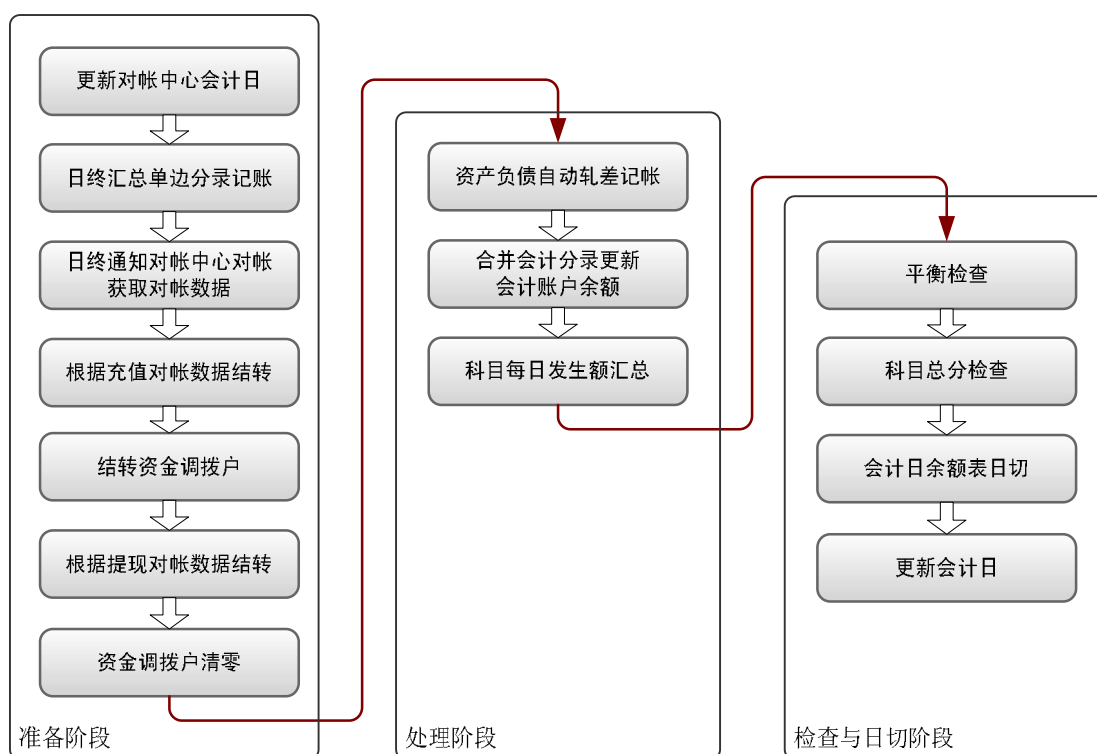 更新对帐中心会计日
日终汇总单边分录记账
日终通知对帐中心对帐
获取对帐数据
根据充值对帐数据结转
结转资金调拨户
根据提现对帐数据结转
资金调拨户清零
准备阶段
资产负债自动轧差记帐
合并会计分录更新
会计账户余额
科目每日发生额汇总
处理阶段
平衡检查
科目总分检查
会计日余额表日切
更新会计日
检查与日切阶段